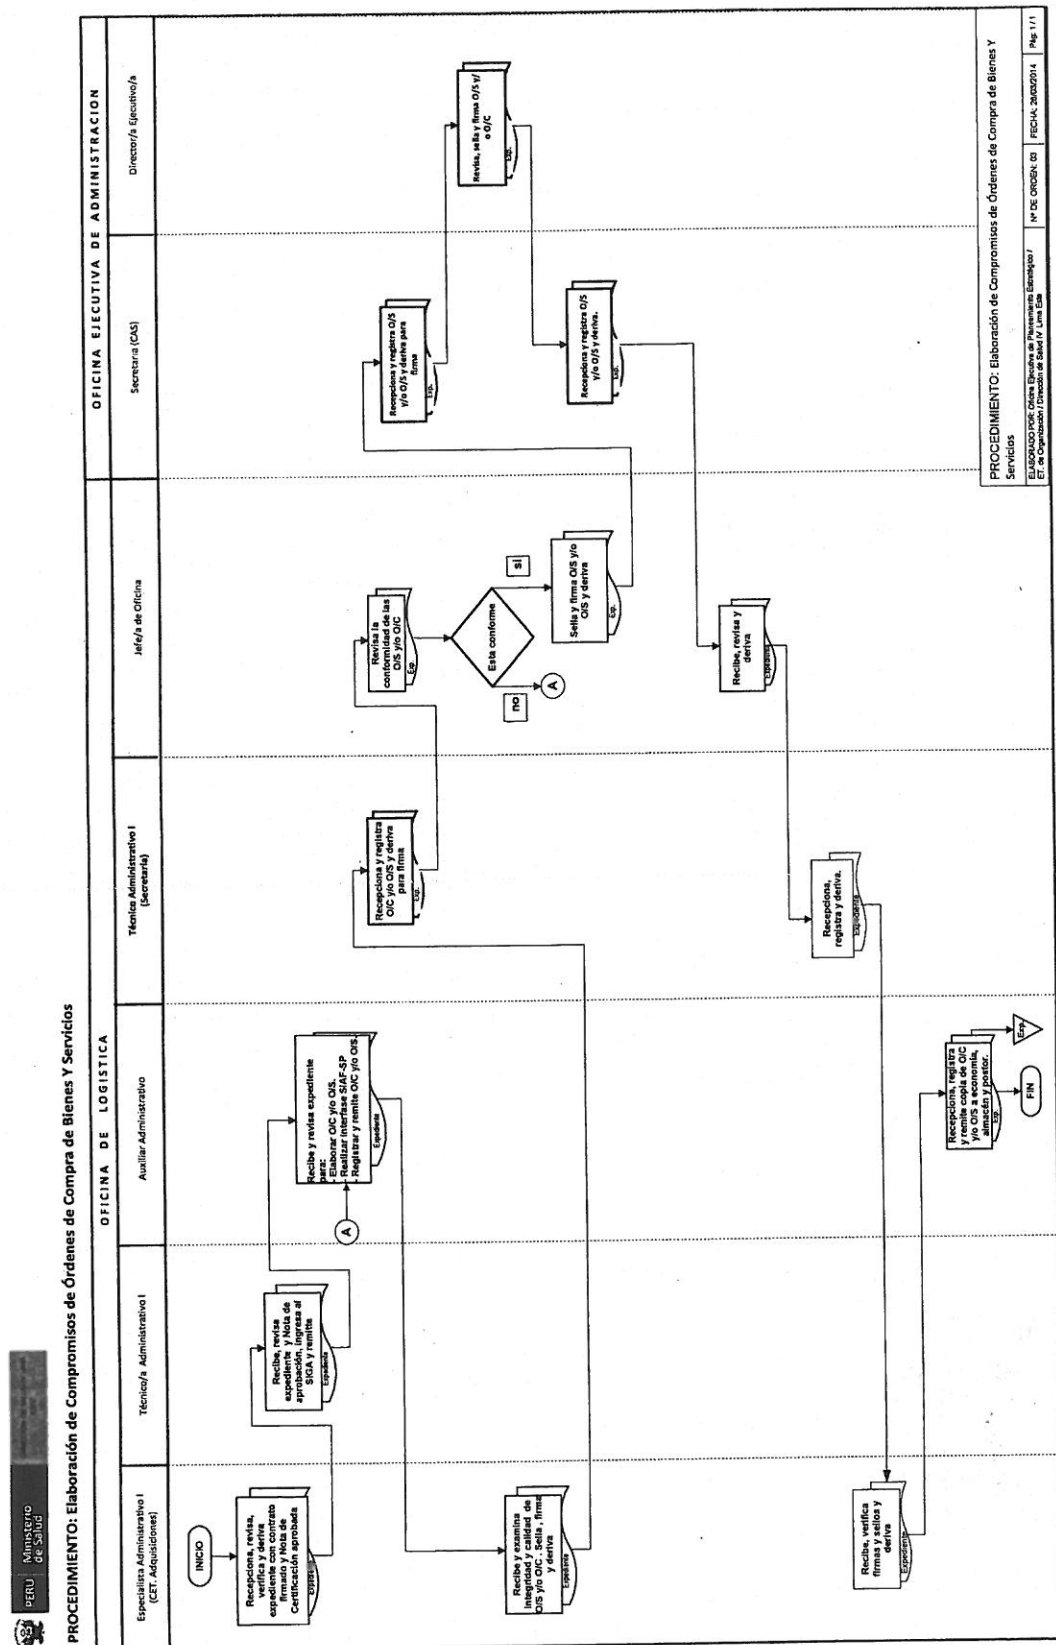 PERÚ
Ministerio
de Salud
PROCEDIMIENTO: Elaboración de Compromisos de Órdenes de Compra de Bienes Y Servicios
OFICINA DE LOGISTICA
OFICINA EJECUTIVA DE ADMINISTRACION
Especialista Administrativo I
(CET. Adquisiciones)
Técnico/a Administrativo I
Auxiliar Administrativo
Técnico Administrativo I
(Secretaria)
Jefe/a de Oficina
Secretaria (CAS)
Director/a Ejecutivo/a
INICIO
Recepciona, revisa,
verifica y deriva
expediente con contrato
firmado y Nota de
Certificación aprobada
Expediente
Recibe, revisa
expediente y Nota de
aprobación, ingresa al
SIGA y remite
Expediente
Recibe y revisa expediente
para:
- Elaborar O/C y/o O/S.
- Realizar interfase SIAF-SP
- Registrar y remite O/C y/o O/S.
Expediente
A
Recibe y examina
integridad y calidad de
O/S y/o O/C . Sella , firma
y deriva
Expediente
Recepciona y registra
O/C y/o O/S y deriva
para firma
Exp.
Revisa la
conformidad de las
O/S y/o O/C
Exp.
Esta conforme
no
A
si
Sella y firma O/S y/o
O/S y deriva
Exp.
Recepciona y registra O/S
y/o O/S y deriva para
firma
Exp.
Revisa, sella y firma O/S y/
o O/C
Exp.
Recepciona y registra O/S
y/o O/S y deriva.
Exp.
Recibe, revisa y
deriva
Expediente
Recepciona,
registra y deriva.
Expediente
Recibe, verifica
firmas y sellos y
deriva
Expediente
Recepciona, registra
y remite copia de O/C
y/o O/S a economía,
almacén y postor.
Exp.
FIN
PROCEDIMIENTO: Elaboración de Compromisos de Órdenes de Compra de Bienes Y
Servicios
ELABORADO POR: Oficina Ejecutiva de Planeamiento Estratégico /
ET. de Organización / Dirección de Salud IV Lima Este
Nº DE ORDEN: 03
FECHA: 26/03/2014
Pág: 1 / 1